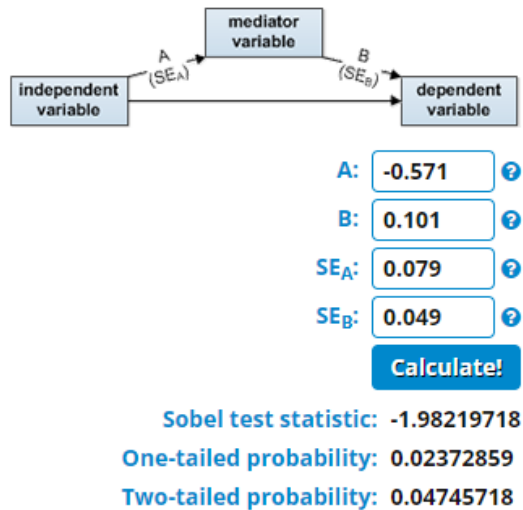 mediator
variable
A
(SEA)
B
(SEB)
independent
variable
dependent
variable
A: -0.571 ?
B: 0.101 ?
SEA: 0.079 ?
SEB: 0.049 ?
Calculate!
Sobel test statistic: -1.98219718
One-tailed probability: 0.02372859
Two-tailed probability: 0.04745718